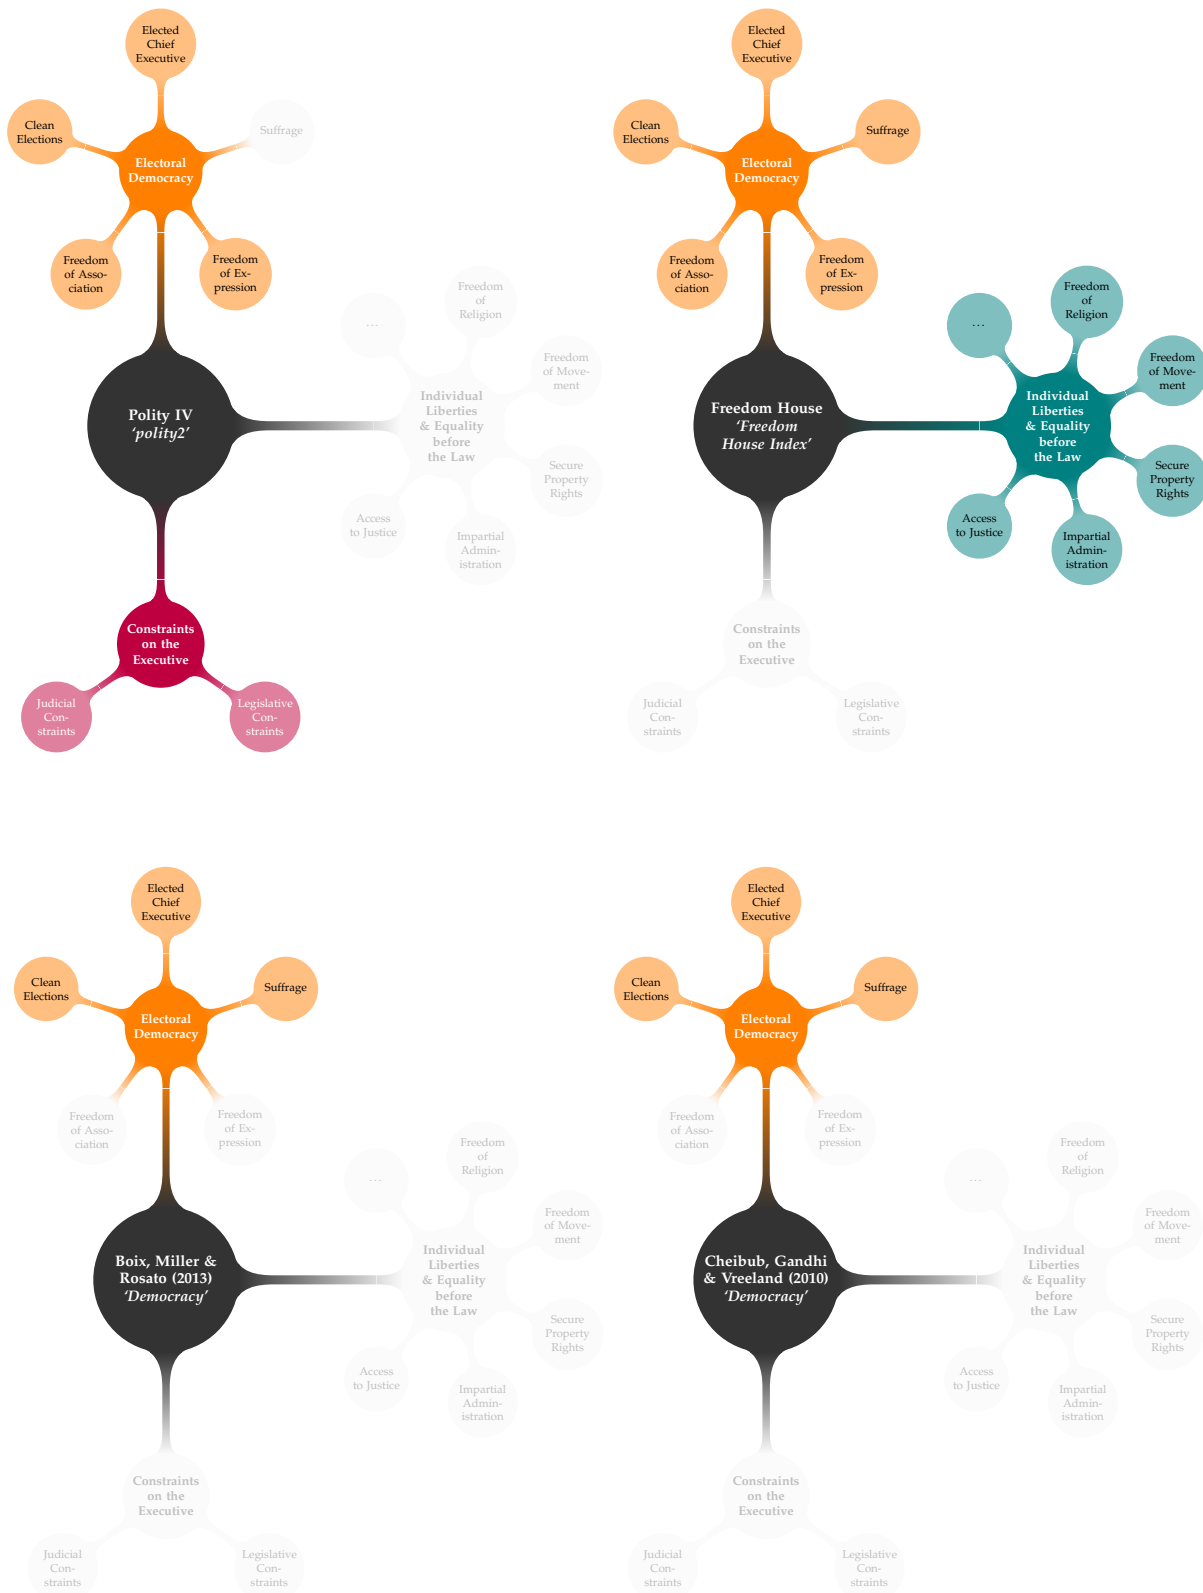 Elected
Chief
Executive
Clean
Elections
Suffrage
Electoral
Democracy
Freedom
of Asso-
ciation
Freedom
of Ex-
pression
…
Freedom
of
Religion
Freedom
of Move-
ment
Polity IV
‘polity2’
Individual
Liberties
& Equality
before
the Law
Secure
Property
Rights
Access
to Justice
Impartial
Admin-
istration
Constraints
on the
Executive
Judicial
Con-
straints
Legislative
Con-
straints
Elected
Chief
Executive
Clean
Elections
Suffrage
Electoral
Democracy
Freedom
of Asso-
ciation
Freedom
of Ex-
pression
…
Freedom
of
Religion
Freedom
of Move-
ment
Freedom House
‘Freedom
House Index’
Individual
Liberties
& Equality
before
the Law
Secure
Property
Rights
Access
to Justice
Impartial
Admin-
istration
Constraints
on the
Executive
Judicial
Con-
straints
Legislative
Con-
straints
Elected
Chief
Executive
Clean
Elections
Suffrage
Electoral
Democracy
Freedom
of Asso-
ciation
Freedom
of Ex-
pression
…
Freedom
of
Religion
Freedom
of Move-
ment
Boix, Miller &
Rosato (2013)
‘Democracy’
Individual
Liberties
& Equality
before
the Law
Secure
Property
Rights
Access
to Justice
Impartial
Admin-
istration
Constraints
on the
Executive
Judicial
Con-
straints
Legislative
Con-
straints
Elected
Chief
Executive
Clean
Elections
Suffrage
Electoral
Democracy
Freedom
of Asso-
ciation
Freedom
of Ex-
pression
…
Freedom
of
Religion
Freedom
of Move-
ment
Cheibub, Gandhi
& Vreeland (2010)
‘Democracy’
Individual
Liberties
& Equality
before
the Law
Secure
Property
Rights
Access
to Justice
Impartial
Admin-
istration
Constraints
on the
Executive
Judicial
Con-
straints
Legislative
Con-
straints